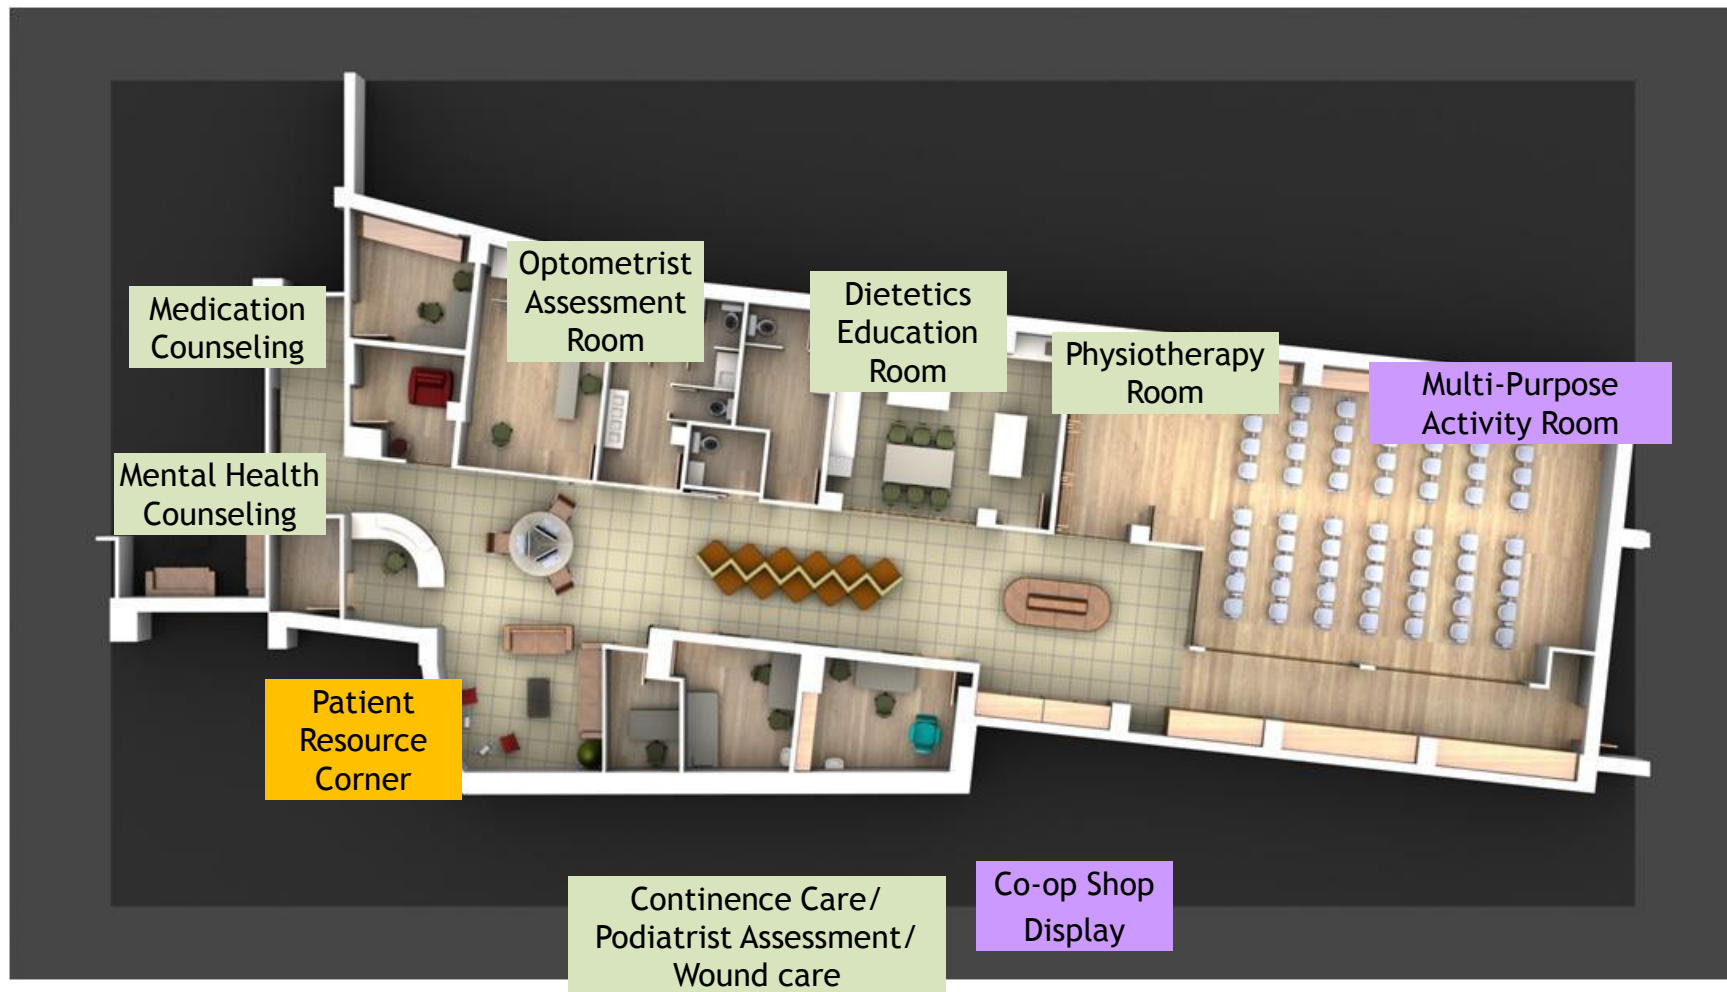 Optometrist
Assessment
Room
Medication
Counseling
Dietetics
Education
Room
Physiotherapy
Room
Multi-Purpose
Activity Room
Mental Health
Counseling
Patient
Resource
Corner
Continence Care/
Podiatrist Assessment/
Wound care
Co-op Shop
Display